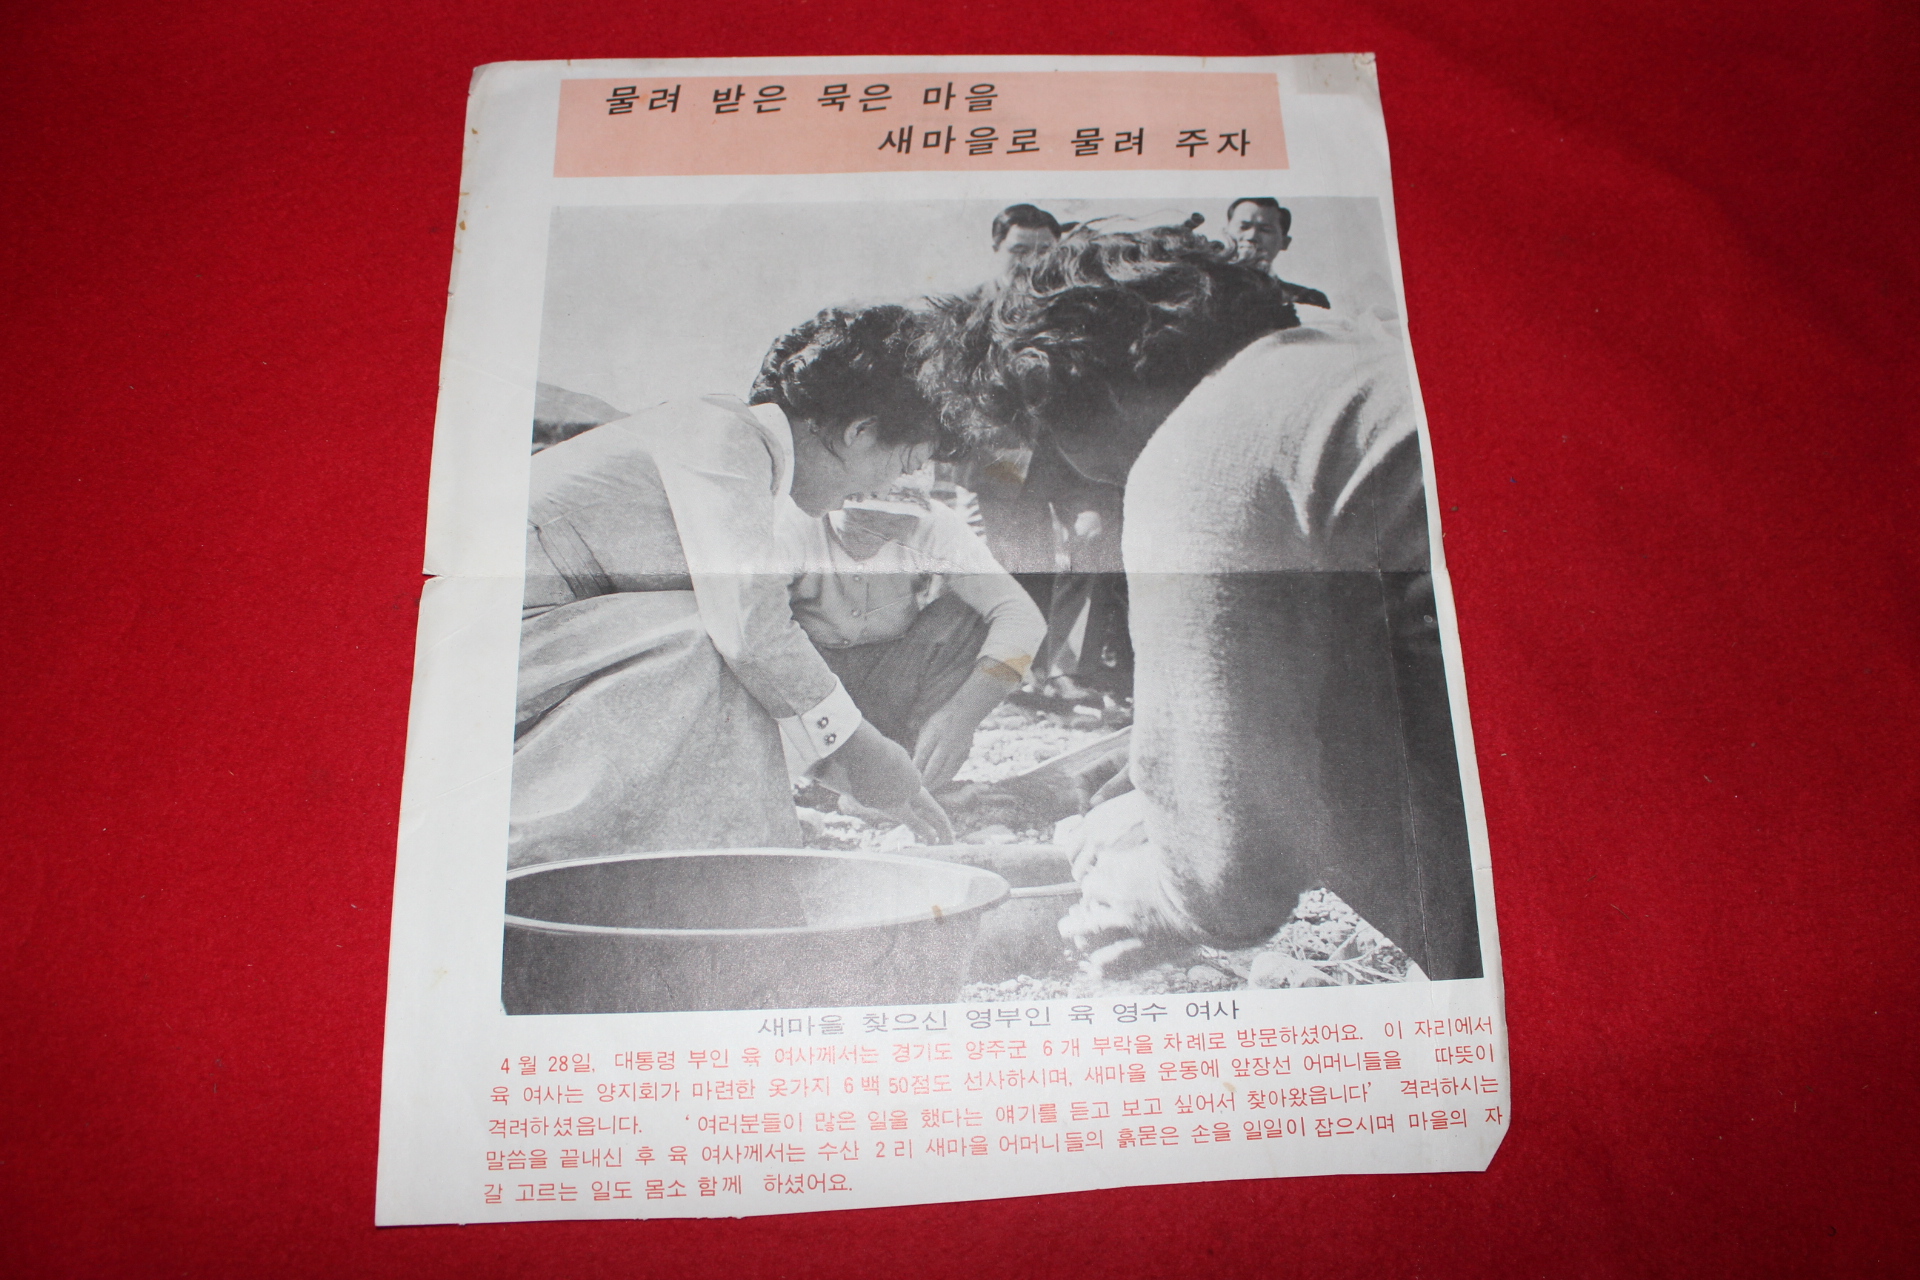 물려 받은 묵은 마을
새마을로 물려 주자
새마을 찾으신 영부인 육 영수 여사
4월 28일, 대통령 부인 육 여사께서는 경기도 양주군 6개 부락을 차례로 방문하셨어요. 이 자리에서
육 여사는 양지회가 마련한 옷가지 6백 50점도 선사하시며, 새마을 운동에 앞장선 어머니들을 따뜻이
격려하셨읍니다. ‘여러분들이 많은 일을 했다는 얘기를 듣고 보고 싶어서 찾아왔읍니다’ 격려하시는
말씀을 끝내신 후 육 여사께서는 수산 2리 새마을 어머니들의 흙묻은 손을 일일이 잡으시며 마을의 자
갈 고르는 일도 몸소 함께 하셨어요.